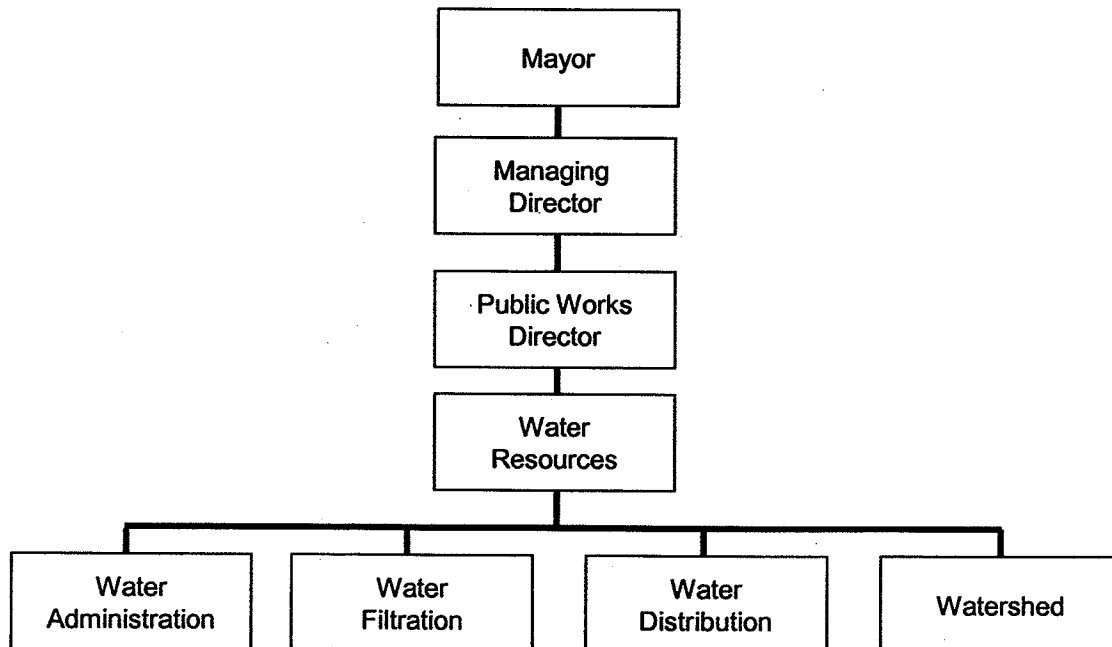 Mayor
Managing
Director
Public Works
Director
Water
Resources
Water
Administration
Water
Filtration
Water
Distribution
Watershed